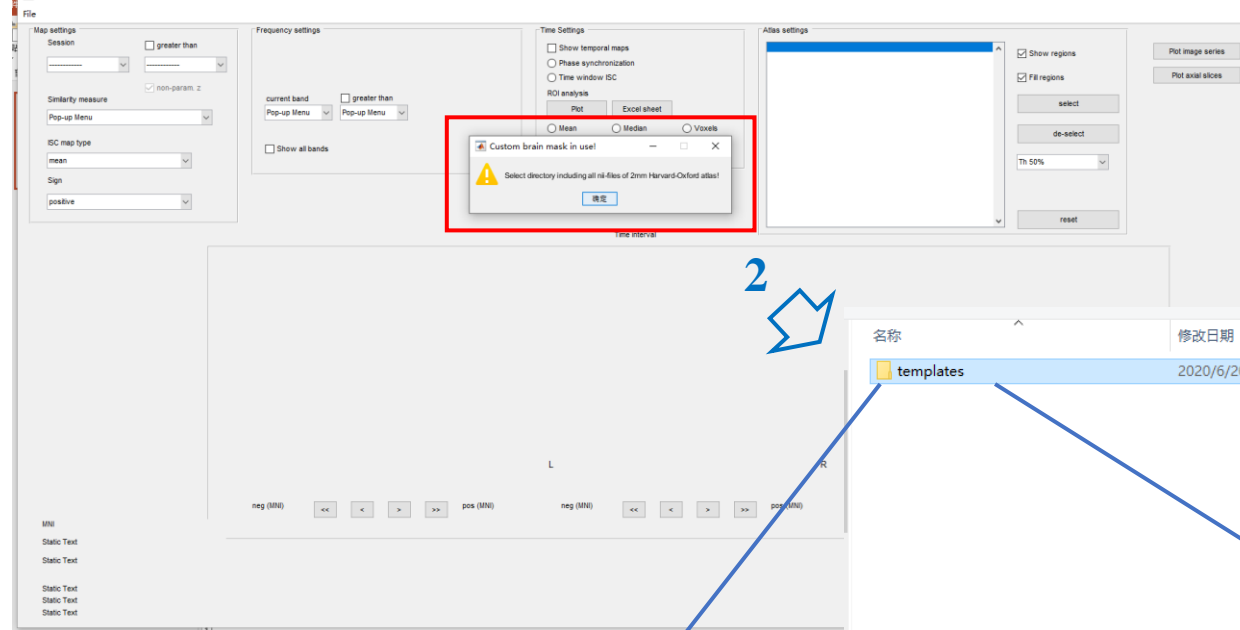 File
Map settings
Session
greater than
------------
------------
non-param. z
Similarity measure
Pop-up Menu
ISC map type
mean
Sign
positive
Frequency settings
current band
greater than
Pop-up Menu
Pop-up Menu
Show all bands
Time Settings
Show temporal maps
Phase synchronization
Time window ISC
ROI analysis
Plot
Excel sheet
Mean
Median
Voxels
Custom brain mask in use!
Select directory including all nii-files of 2mm Harvard-Oxford atlas!
确定
Time interval
Atlas settings
Show regions
Fill regions
select
de-select
Th 50%
reset
Plot image series
Plot axial slices
2
名称
修改日期
templates
L
R
neg (MNI)
<<
<
>
>>
pos (MNI)
neg (MNI)
<<
<
>
>>
pos (MNI)
MNI
Static Text
Static Text
Static Text
Static Text
Static Text